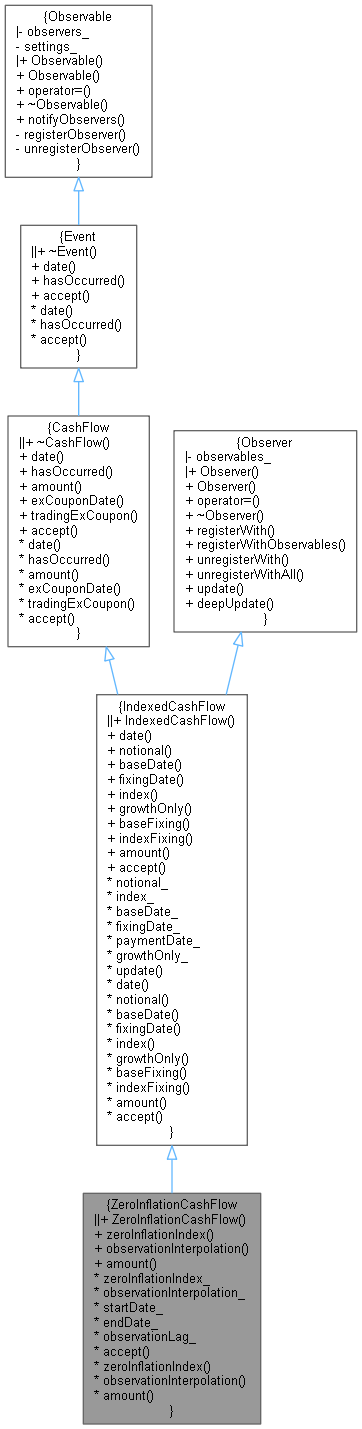 {Observable
|- observers_
- settings_
|+ Observable()
+ Observable()
+ operator=()
+ ~Observable()
+ notifyObservers()
- registerObserver()
- unregisterObserver()
}
{Event
||+ ~Event()
+ date()
+ hasOccurred()
+ accept()
* date()
* hasOccurred()
* accept()
}
{CashFlow
||+ ~CashFlow()
+ date()
+ hasOccurred()
+ amount()
+ exCouponDate()
+ tradingExCoupon()
+ accept()
* date()
* hasOccurred()
* amount()
* exCouponDate()
* tradingExCoupon()
* accept()
}
{Observer
|- observables_
|+ Observer()
+ Observer()
+ operator=()
+ ~Observer()
+ registerWith()
+ registerWithObservables()
+ unregisterWith()
+ unregisterWithAll()
+ update()
+ deepUpdate()
}
{IndexedCashFlow
||+ IndexedCashFlow()
+ date()
+ notional()
+ baseDate()
+ fixingDate()
+ index()
+ growthOnly()
+ baseFixing()
+ indexFixing()
+ amount()
+ accept()
* notional_
* index_
* baseDate_
* fixingDate_
* paymentDate_
* growthOnly_
* update()
* date()
* notional()
* baseDate()
* fixingDate()
* index()
* growthOnly()
* baseFixing()
* indexFixing()
* amount()
* accept()
}
{ZeroInflationCashFlow
||+ ZeroInflationCashFlow()
+ zeroInflationIndex()
+ observationInterpolation()
+ amount()
* zeroInflationIndex_
* observationInterpolation_
* startDate_
* endDate_
* observationLag_
* accept()
* zeroInflationIndex()
* observationInterpolation()
* amount()
}